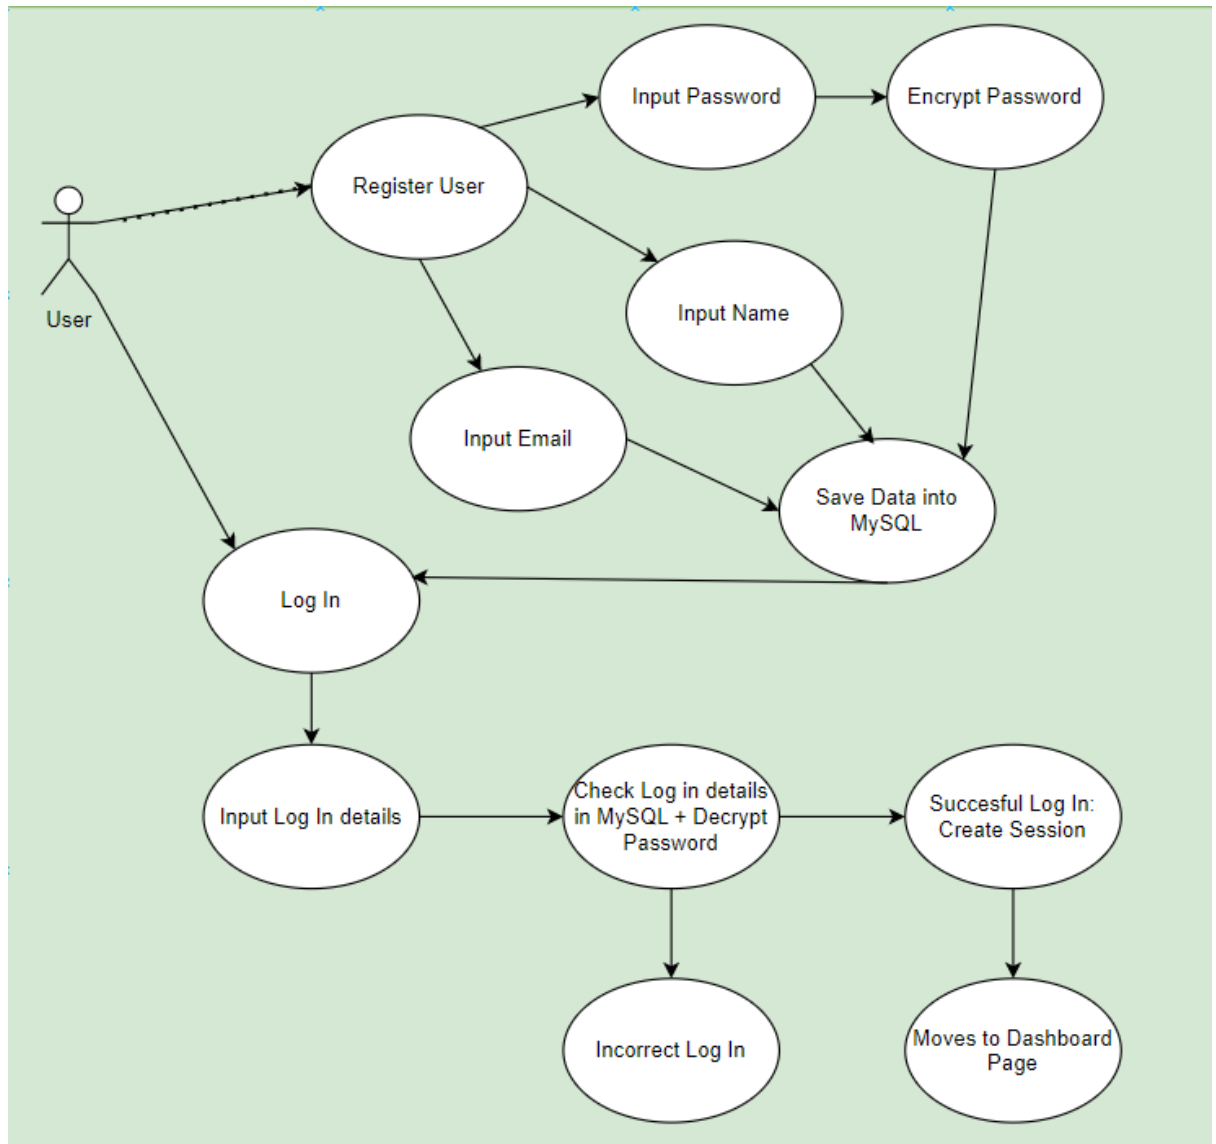 Input Password
Encrypt Password
Register User
Input Name
User
Input Email
Save Data into
MySQL
Log In
Input Log In details
Check Log in details
in MySQL + Decrypt
Password
Succesful Log In:
Create Session
Incorrect Log In
Moves to Dashboard
Page